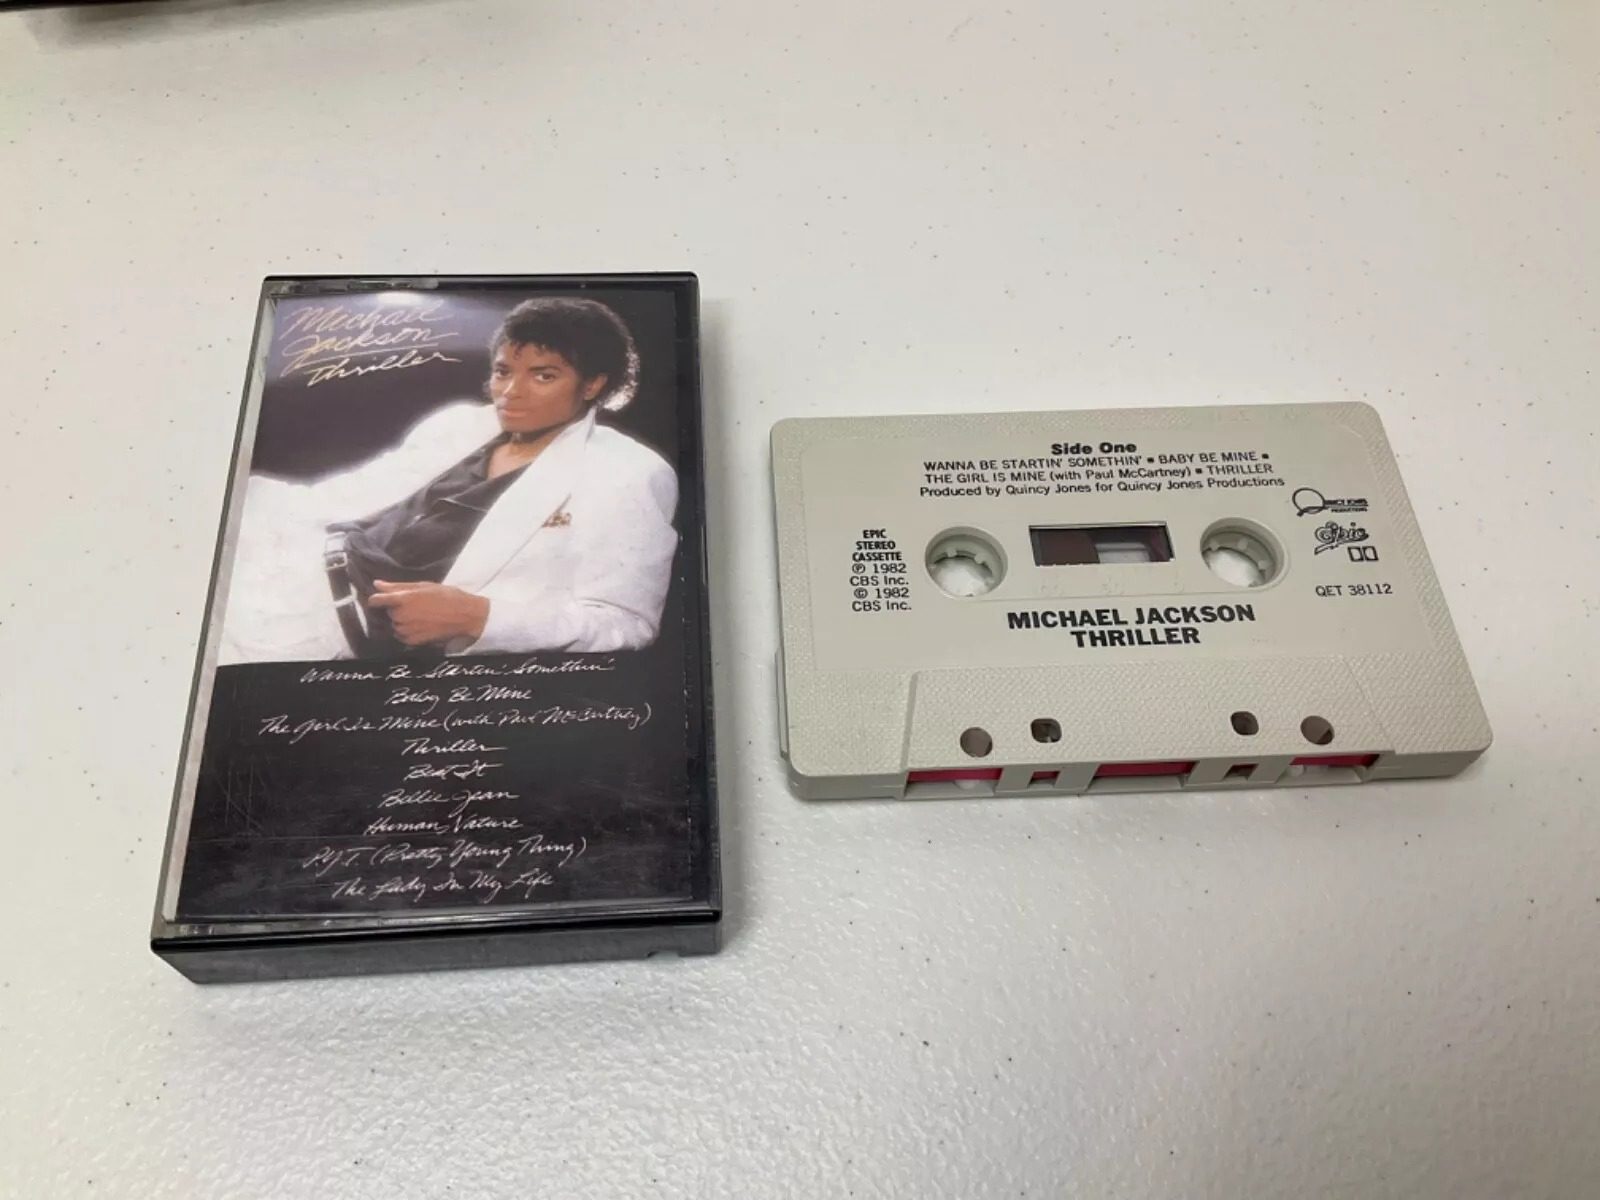 Michael
Jackson
Thriller
Wanna Be Startin' Somethin'
Baby Be Mine
The Girl is Mine (with Paul McCartney)
Thriller
Beat It
Billie Jean
Human Nature
P.Y.T. (Pretty Young Thing)
The Lady In My Life
Side One
WANNA BE STARTIN' SOMETHIN' ▪ BABY BE MINE ▪
THE GIRL IS MINE (with Paul McCartney) ▪ THRILLER
Produced by Quincy Jones for Quincy Jones Productions
EPIC
STEREO
CASSETTE
℗ 1982
CBS Inc.
© 1982
CBS Inc.
QUINCY JONES
PRODUCTIONS
Epic
QET 38112
MICHAEL JACKSON
THRILLER